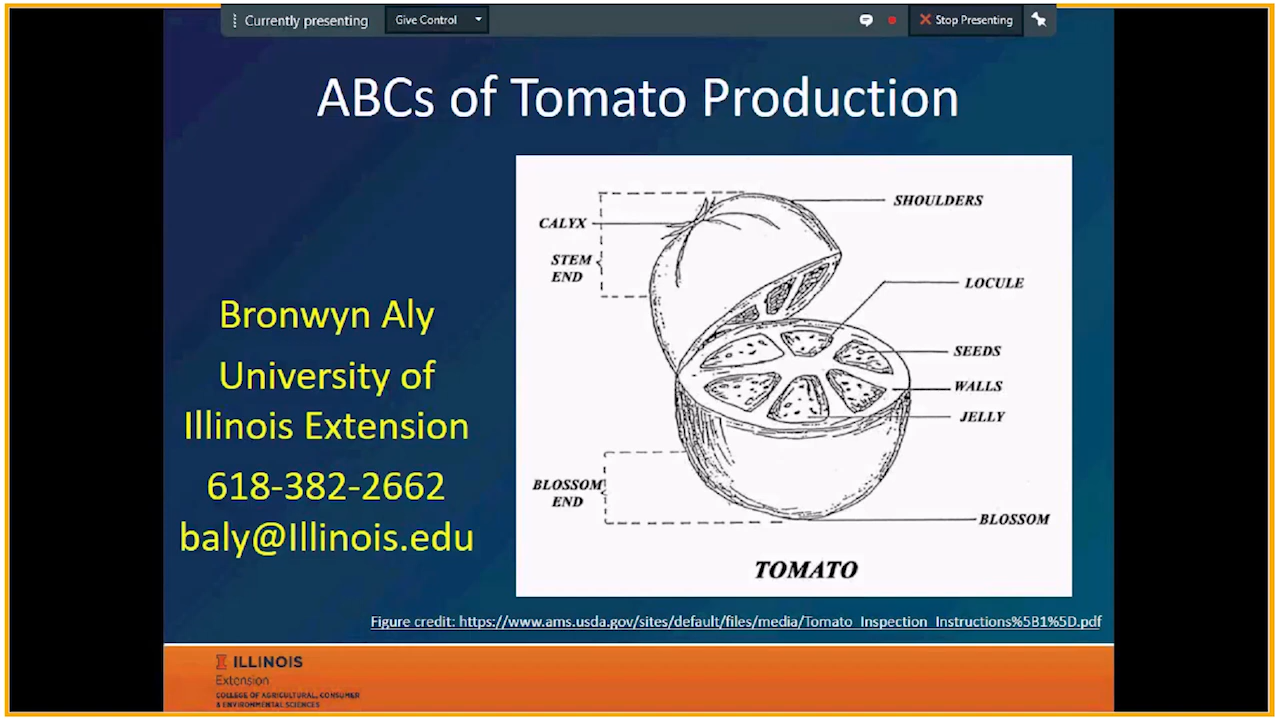 Currently presenting
Give Control
Stop Presenting
ABCs of Tomato Production
SHOULDERS
CALYX
STEM
END
LOCULE
SEEDS
WALLS
JELLY
BLOSSOM
END
BLOSSOM
TOMATO
Bronwyn Aly
University of
Illinois Extension
618-382-2662
baly@Illinois.edu
Figure credit: https://www.ams.usda.gov/sites/default/files/media/Tomato_Inspection_Instructions%5B1%5D.pdf
I ILLINOIS
Extension
COLLEGE OF AGRICULTURAL, CONSUMER
& ENVIRONMENTAL SCIENCES